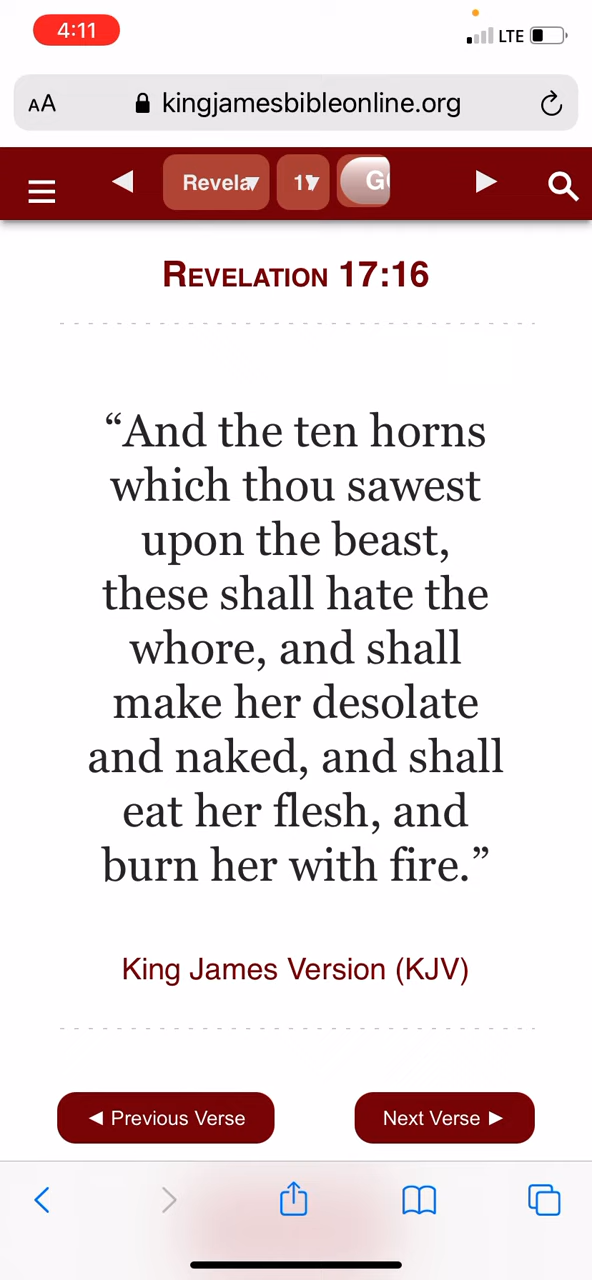 4:11
LTE
AA kingjamesbibleonline.org
Revela 17 G
REVELATION 17:16
“And the ten horns
which thou sawest
upon the beast,
these shall hate the
whore, and shall
make her desolate
and naked, and shall
eat her flesh, and
burn her with fire.”
King James Version (KJV)
◄ Previous Verse
Next Verse ►